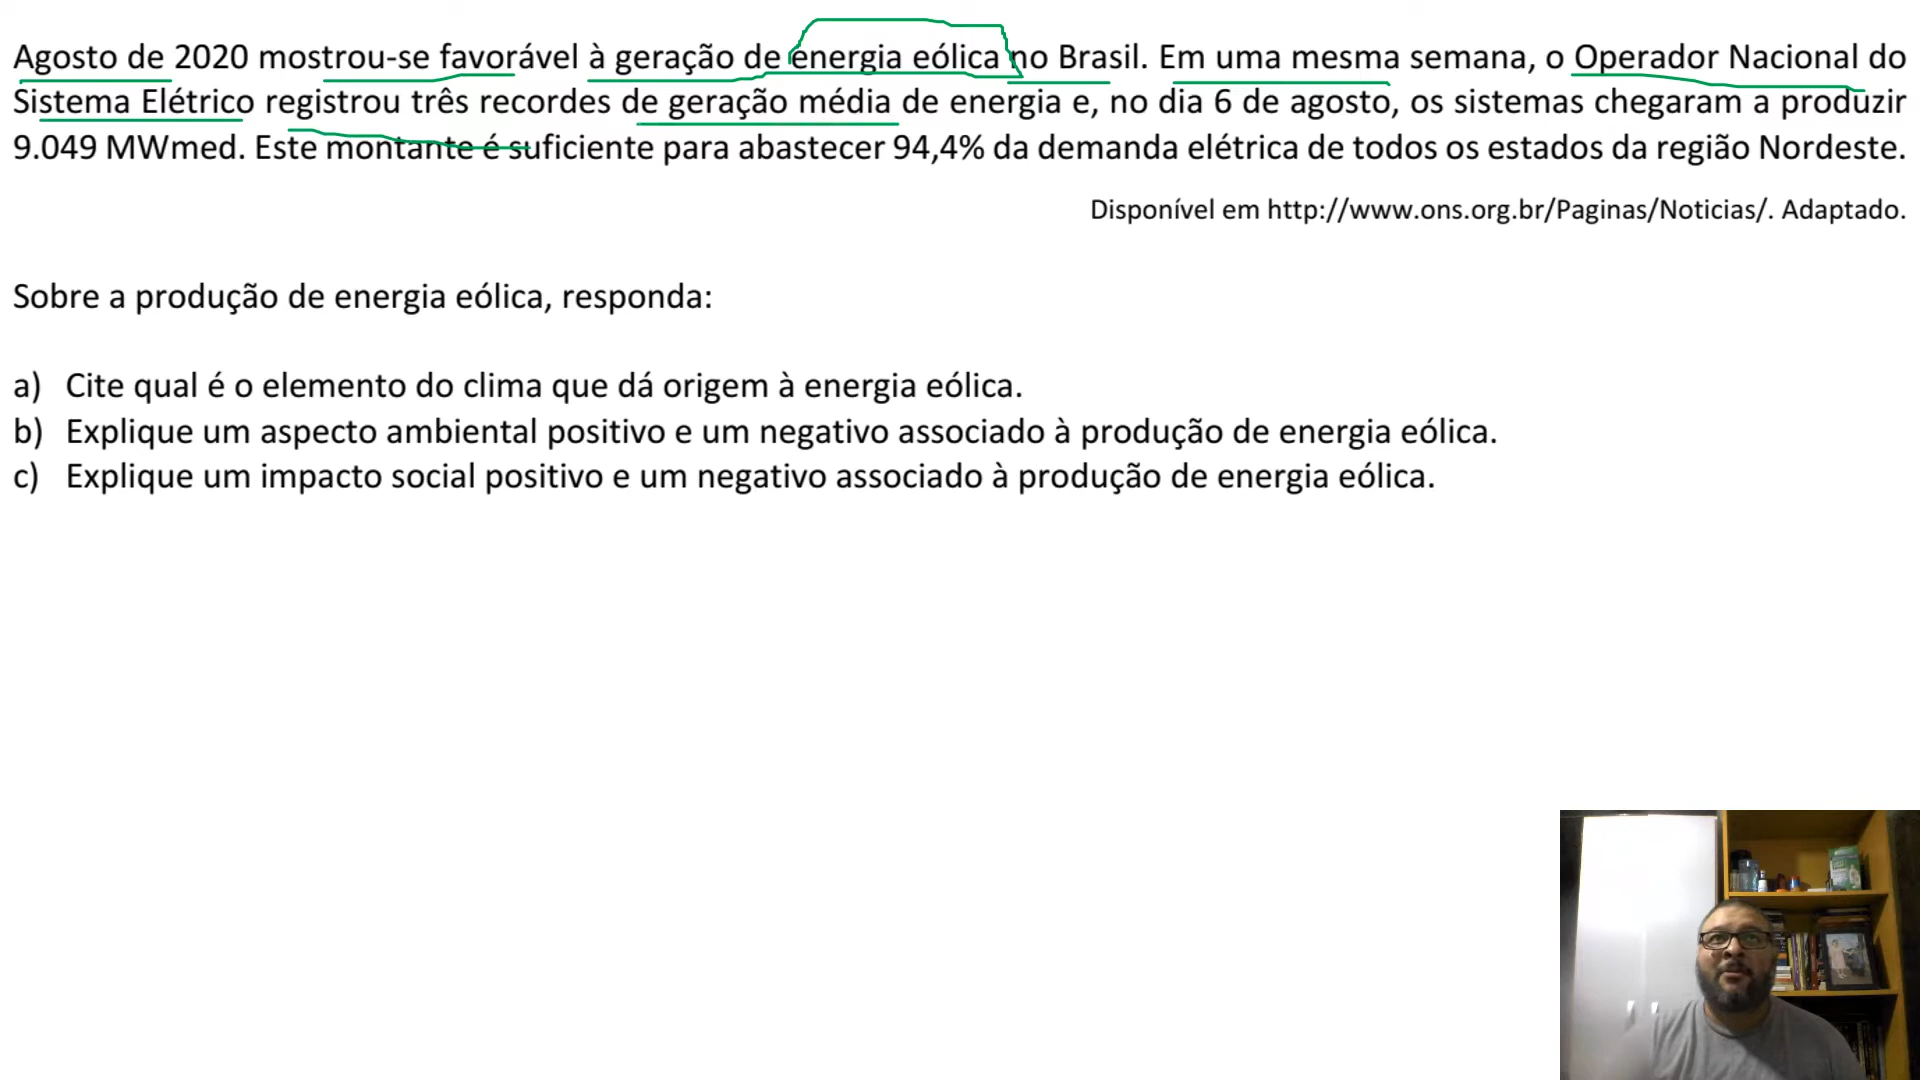 Agosto de 2020 mostrou-se favorável à geração de energia eólica no Brasil. Em uma mesma semana, o Operador Nacional do
Sistema Elétrico registrou três recordes de geração média de energia e, no dia 6 de agosto, os sistemas chegaram a produzir
9.049 MWmed. Este montante é suficiente para abastecer 94,4% da demanda elétrica de todos os estados da região Nordeste.
Disponível em http://www.ons.org.br/Paginas/Noticias/. Adaptado.
Sobre a produção de energia eólica, responda:
a) Cite qual é o elemento do clima que dá origem à energia eólica.
b) Explique um aspecto ambiental positivo e um negativo associado à produção de energia eólica.
c) Explique um impacto social positivo e um negativo associado à produção de energia eólica.